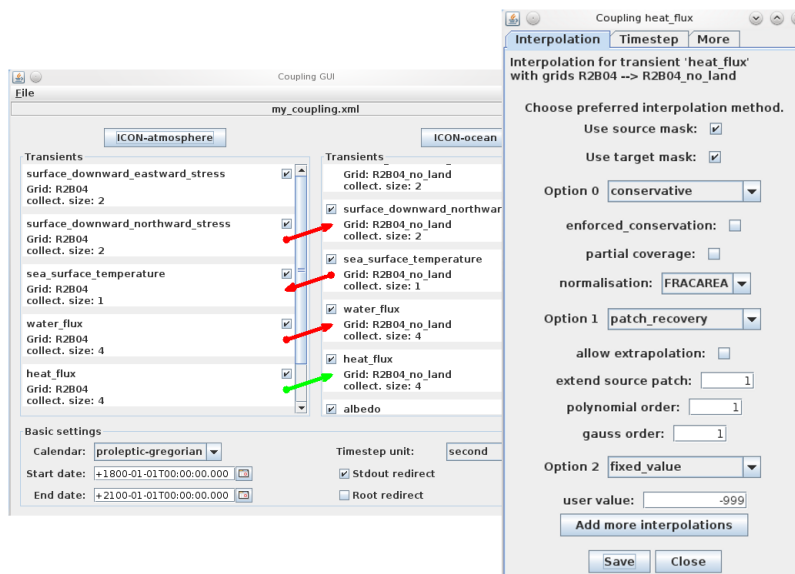 Coupling GUI
File
my_coupling.xml
ICON-atmosphere
ICON-ocean
Transients
surface_downward_eastward_stress
Grid: R2B04
collect. size: 2
surface_downward_northward_stress
Grid: R2B04
collect. size: 2
sea_surface_temperature
Grid: R2B04
collect. size: 1
water_flux
Grid: R2B04
collect. size: 4
heat_flux
Grid: R2B04
collect. size: 4
Transients
Grid: R2B04_no_land
collect. size: 2
surface_downward_northwar
Grid: R2B04_no_land
collect. size: 2
sea_surface_temperature
Grid: R2B04_no_land
collect. size: 1
water_flux
Grid: R2B04_no_land
collect. size: 4
heat_flux
Grid: R2B04_no_land
collect. size: 4
albedo
Basic settings
Calendar: proleptic-gregorian
Start date: +1800-01-01T00:00:00.000
End date: +2100-01-01T00:00:00.000
Timestep unit: second
Stdout redirect
Root redirect
Coupling heat_flux
Interpolation Timestep More
Interpolation for transient 'heat_flux'
with grids R2B04 --> R2B04_no_land
Choose preferred interpolation method.
Use source mask:
Use target mask:
Option 0 conservative
enforced_conservation:
partial coverage:
normalisation: FRACAREA
Option 1 patch_recovery
allow extrapolation:
extend source patch: 1
polynomial order: 1
gauss order: 1
Option 2 fixed_value
user value: -999
Add more interpolations
Save Close